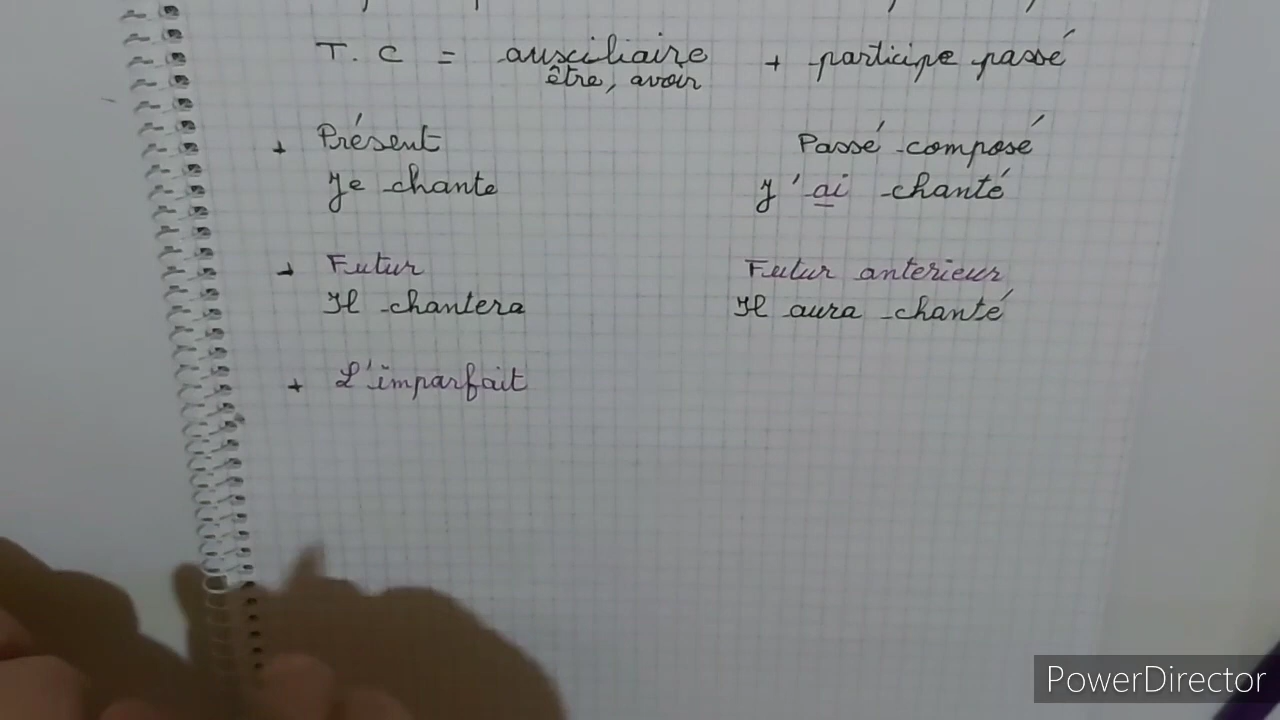 T.C = auxiliaire + participe passé
être, avoir
+ Présent Passé composé
Je chante J'ai chanté
+ Futur Futur anterieur
Il chantera Il aura chanté
+ L'imparfait
PowerDirector